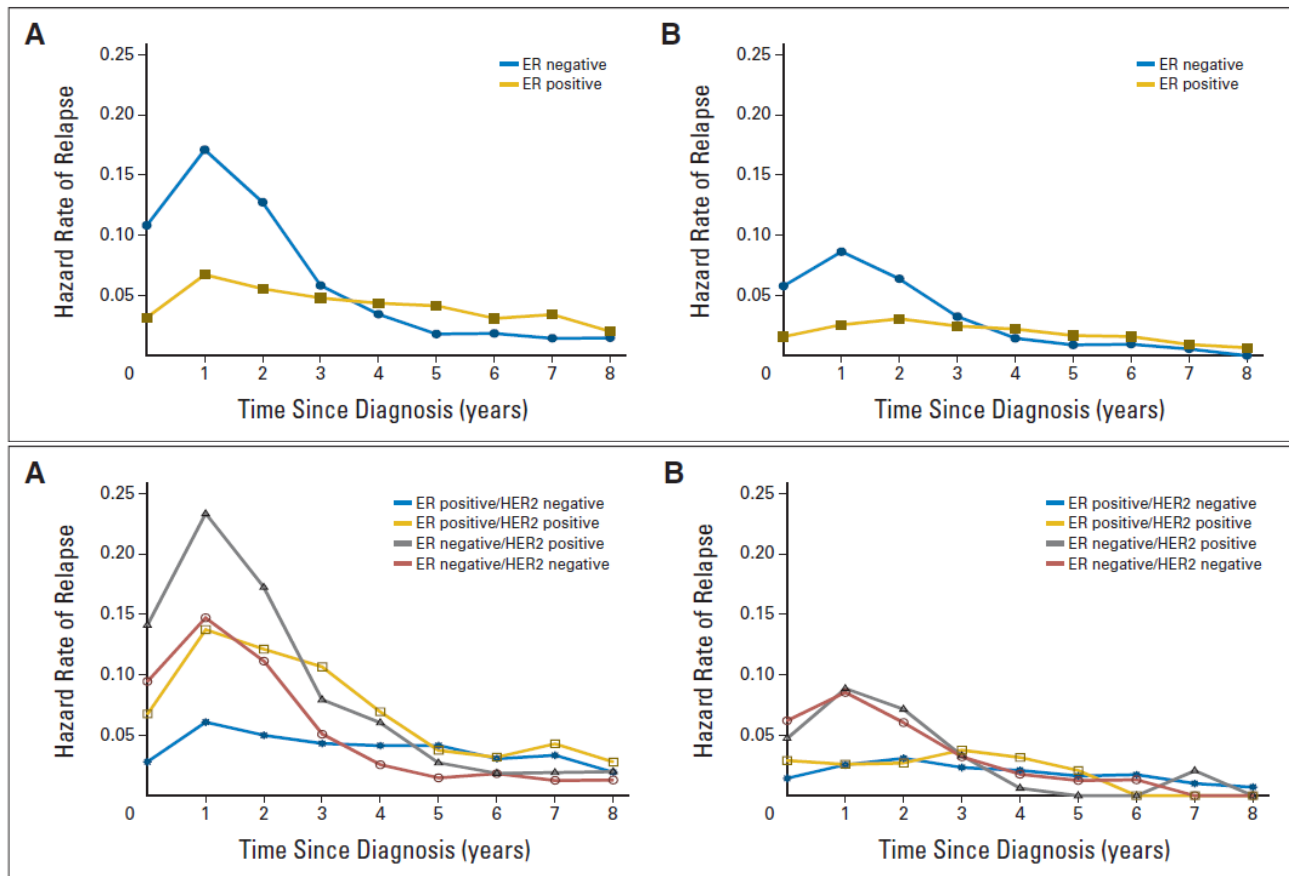 A
0.25
0.20
0.15
0.10
0.05
0
1 2 3 4 5 6 7 8
Hazard Rate of Relapse
Time Since Diagnosis (years)
ER negative
ER positive
B
0.25
0.20
0.15
0.10
0.05
0
1 2 3 4 5 6 7 8
Hazard Rate of Relapse
Time Since Diagnosis (years)
ER negative
ER positive
A
0.25
0.20
0.15
0.10
0.05
0
1 2 3 4 5 6 7 8
Hazard Rate of Relapse
Time Since Diagnosis (years)
ER positive/HER2 negative
ER positive/HER2 positive
ER negative/HER2 positive
ER negative/HER2 negative
B
0.25
0.20
0.15
0.10
0.05
0
1 2 3 4 5 6 7 8
Hazard Rate of Relapse
Time Since Diagnosis (years)
ER positive/HER2 negative
ER positive/HER2 positive
ER negative/HER2 positive
ER negative/HER2 negative